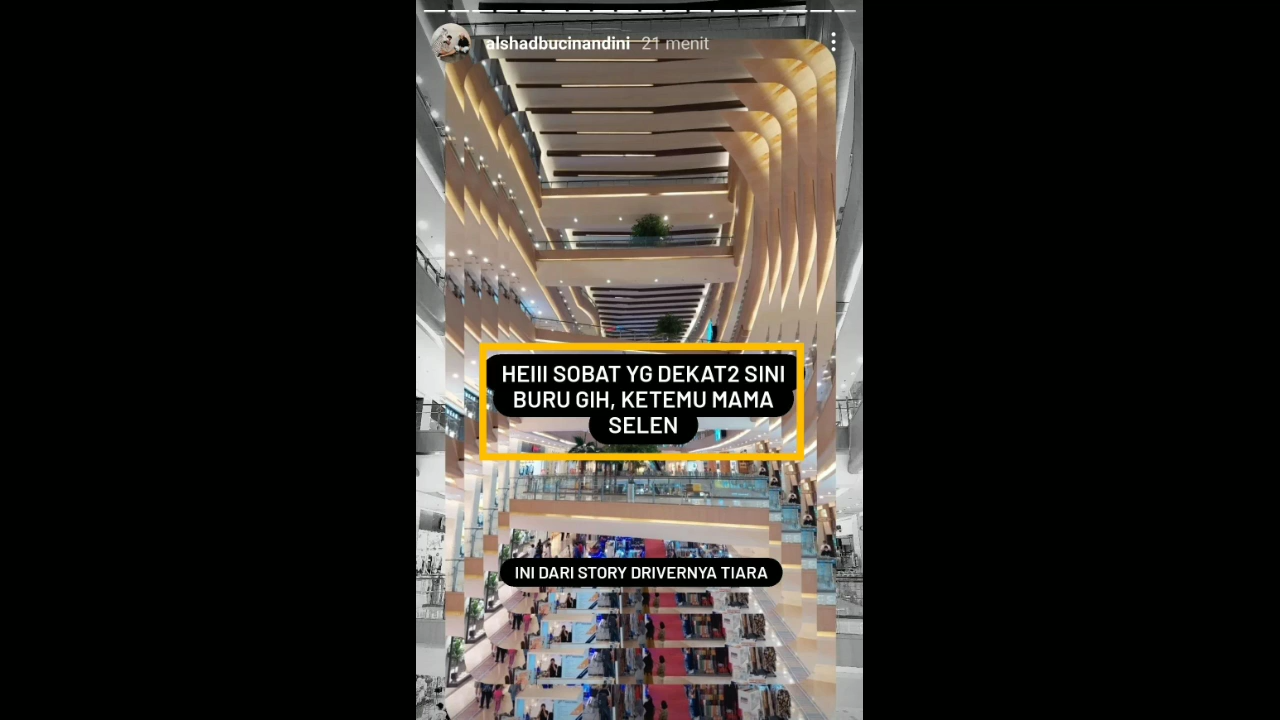 alshadbucinandini 21 menit
HEIII SOBAT YG DEKAT2 SINI
BURU GIH, KETEMU MAMA
SELEN
INI DARI STORY DRIVERNYA TIARA